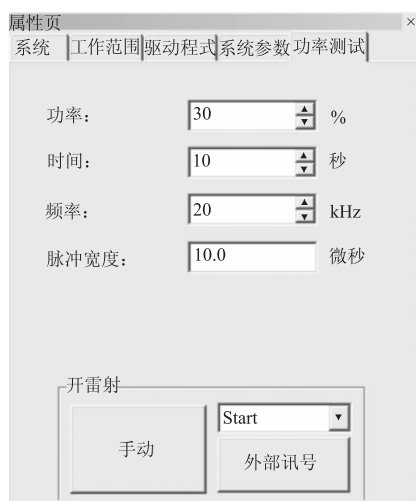 属性页 ×
系统 工作范围 驱动程式 系统参数 功率测试
功率： 30 %
时间： 10 秒
频率： 20 kHz
脉冲宽度： 10.0 微秒
开雷射
手动 Start
外部讯号